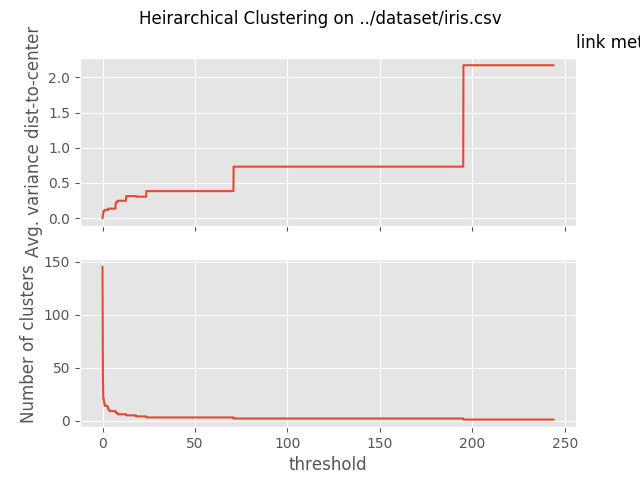 Heirarchical Clustering on ../dataset/iris.csv
link met
Avg. variance dist-to-center
2.0
1.5
1.0
0.5
0.0
Number of clusters
150
100
50
0
0 50 100 150 200 250
threshold